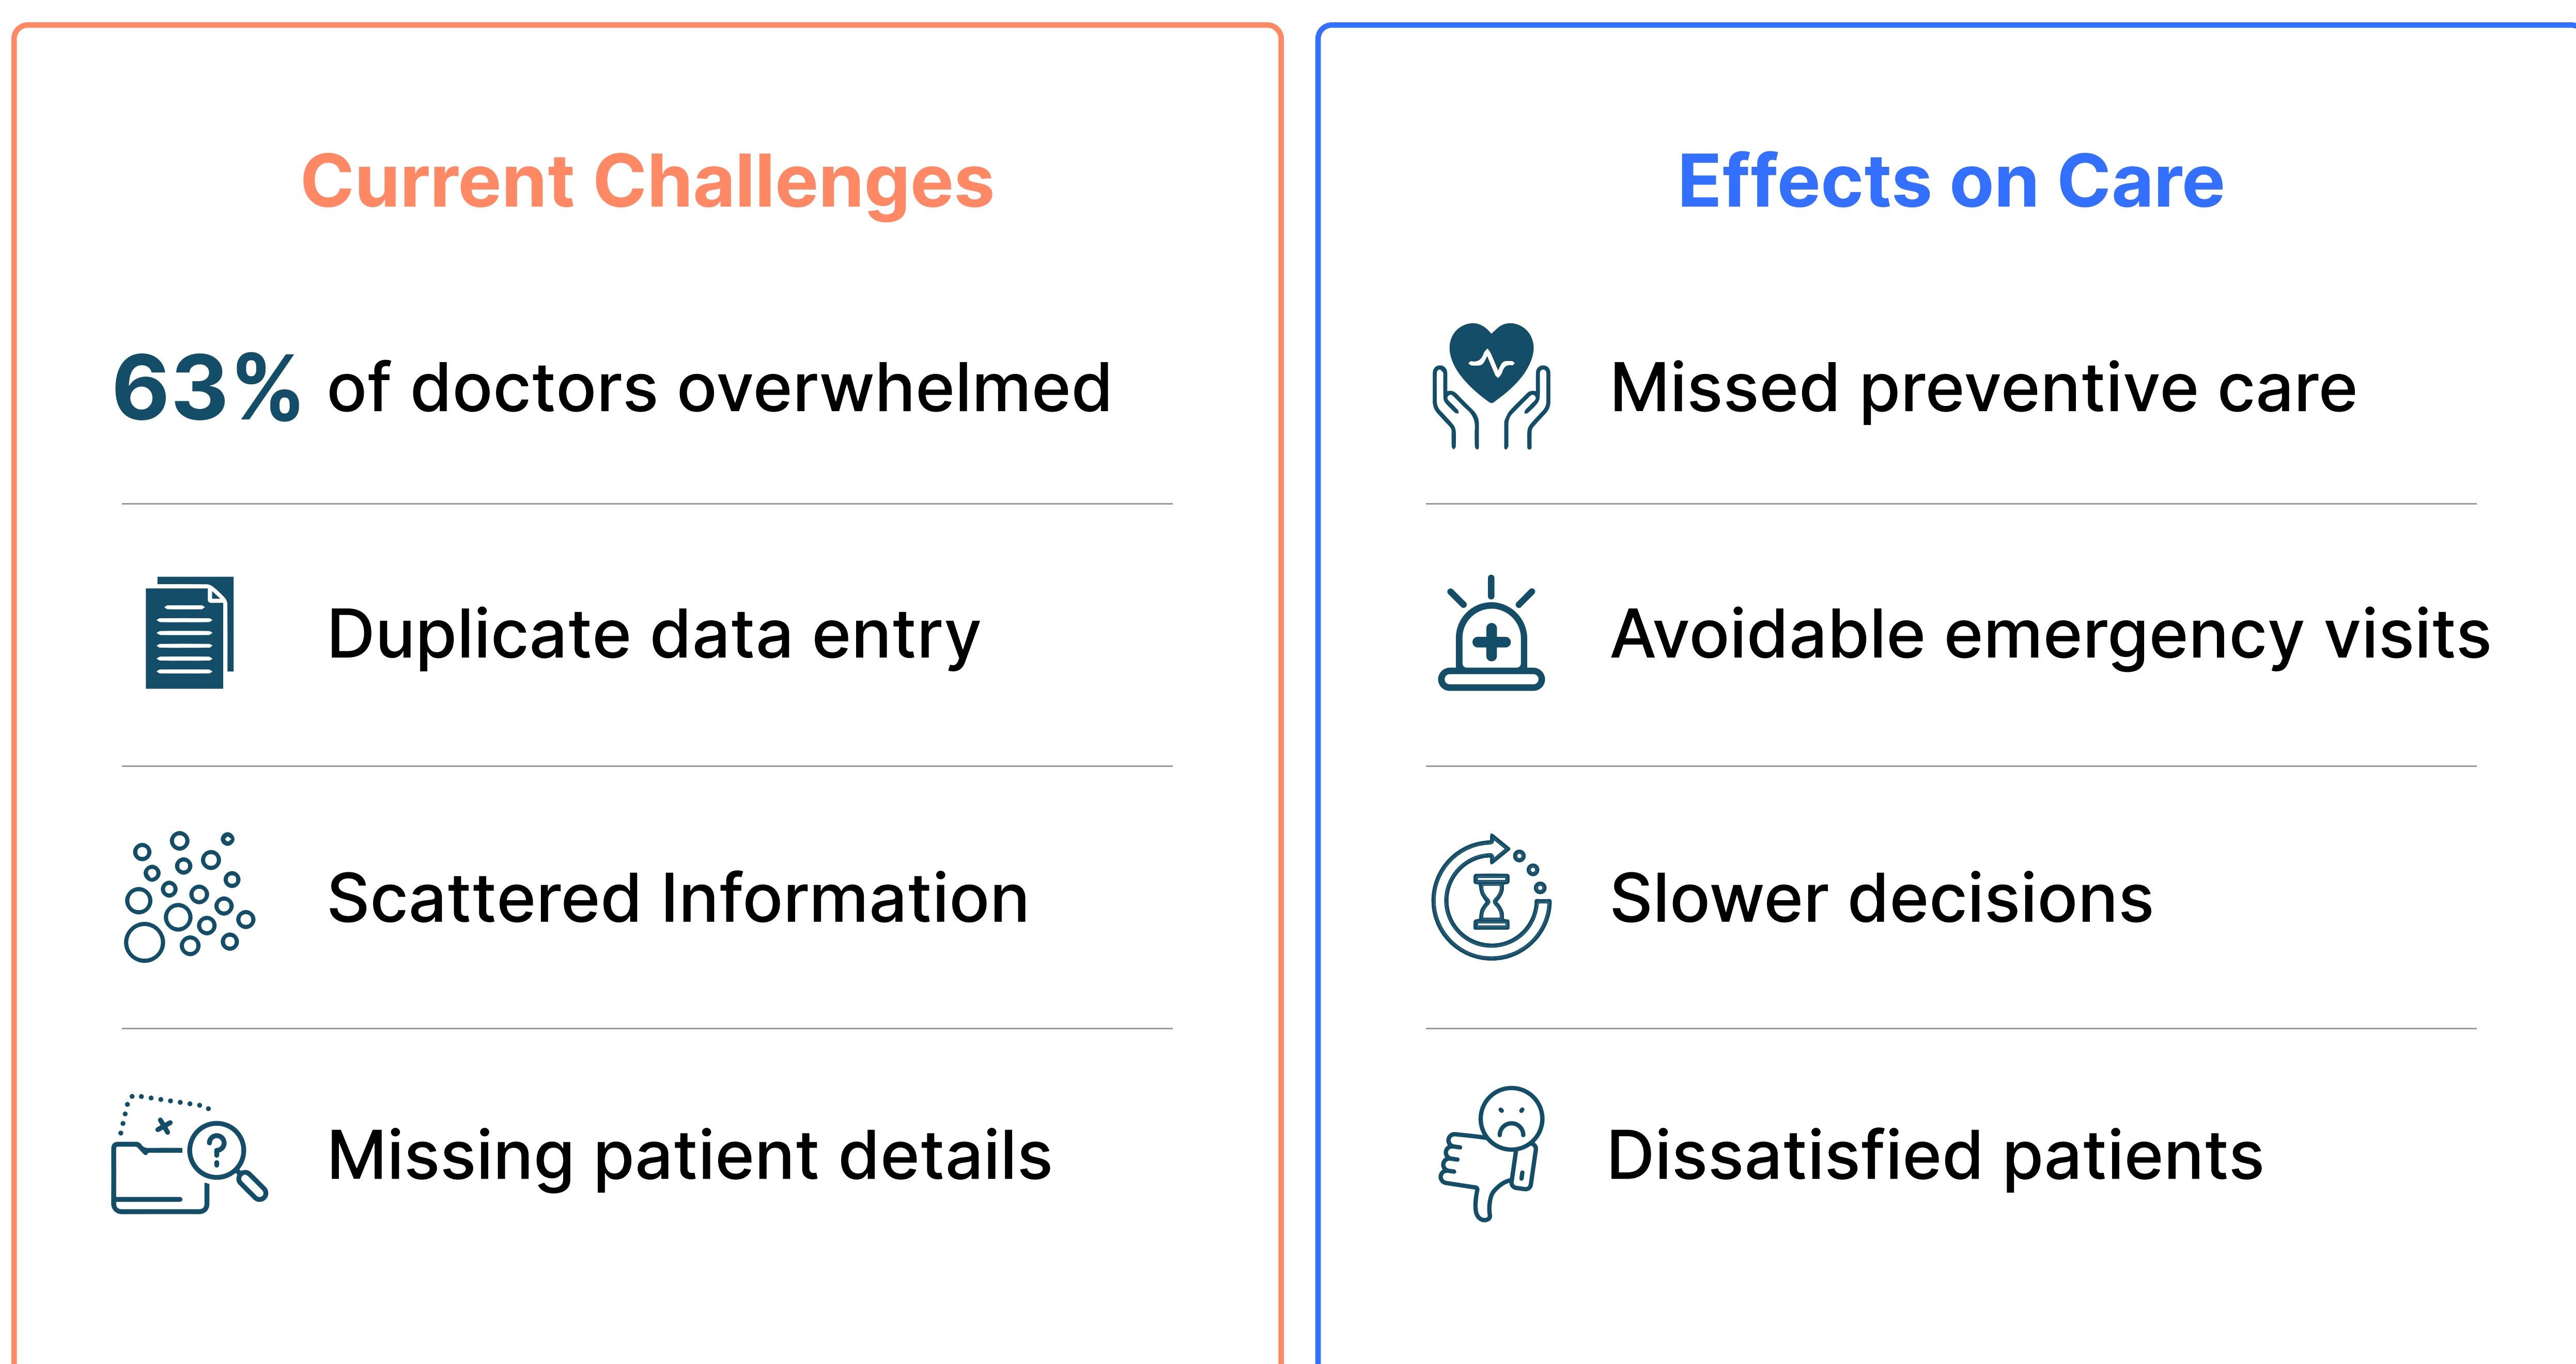 Current Challenges
63% of doctors overwhelmed
Duplicate data entry
Scattered Information
Missing patient details
Effects on Care
Missed preventive care
Avoidable emergency visits
Slower decisions
Dissatisfied patients